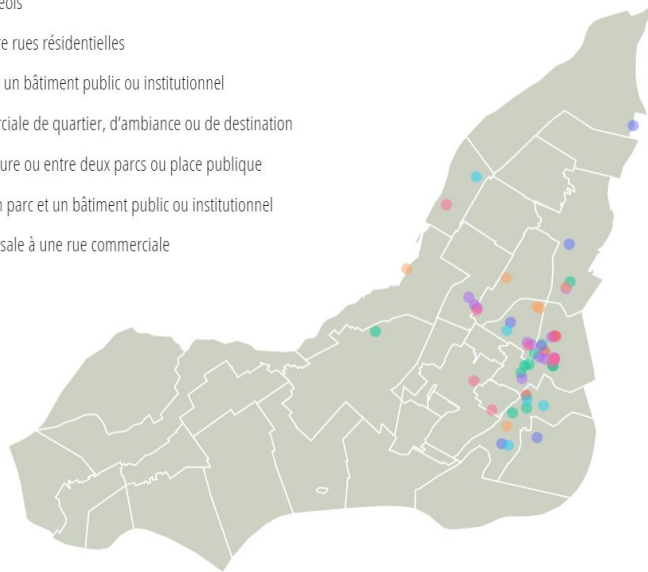 re rues résidentielles
un bâtiment public ou institutionnel
rciale de quartier, d'ambiance ou de destination
ure ou entre deux parcs ou place publique
n parc et un bâtiment public ou institutionnel
sale à une rue commerciale